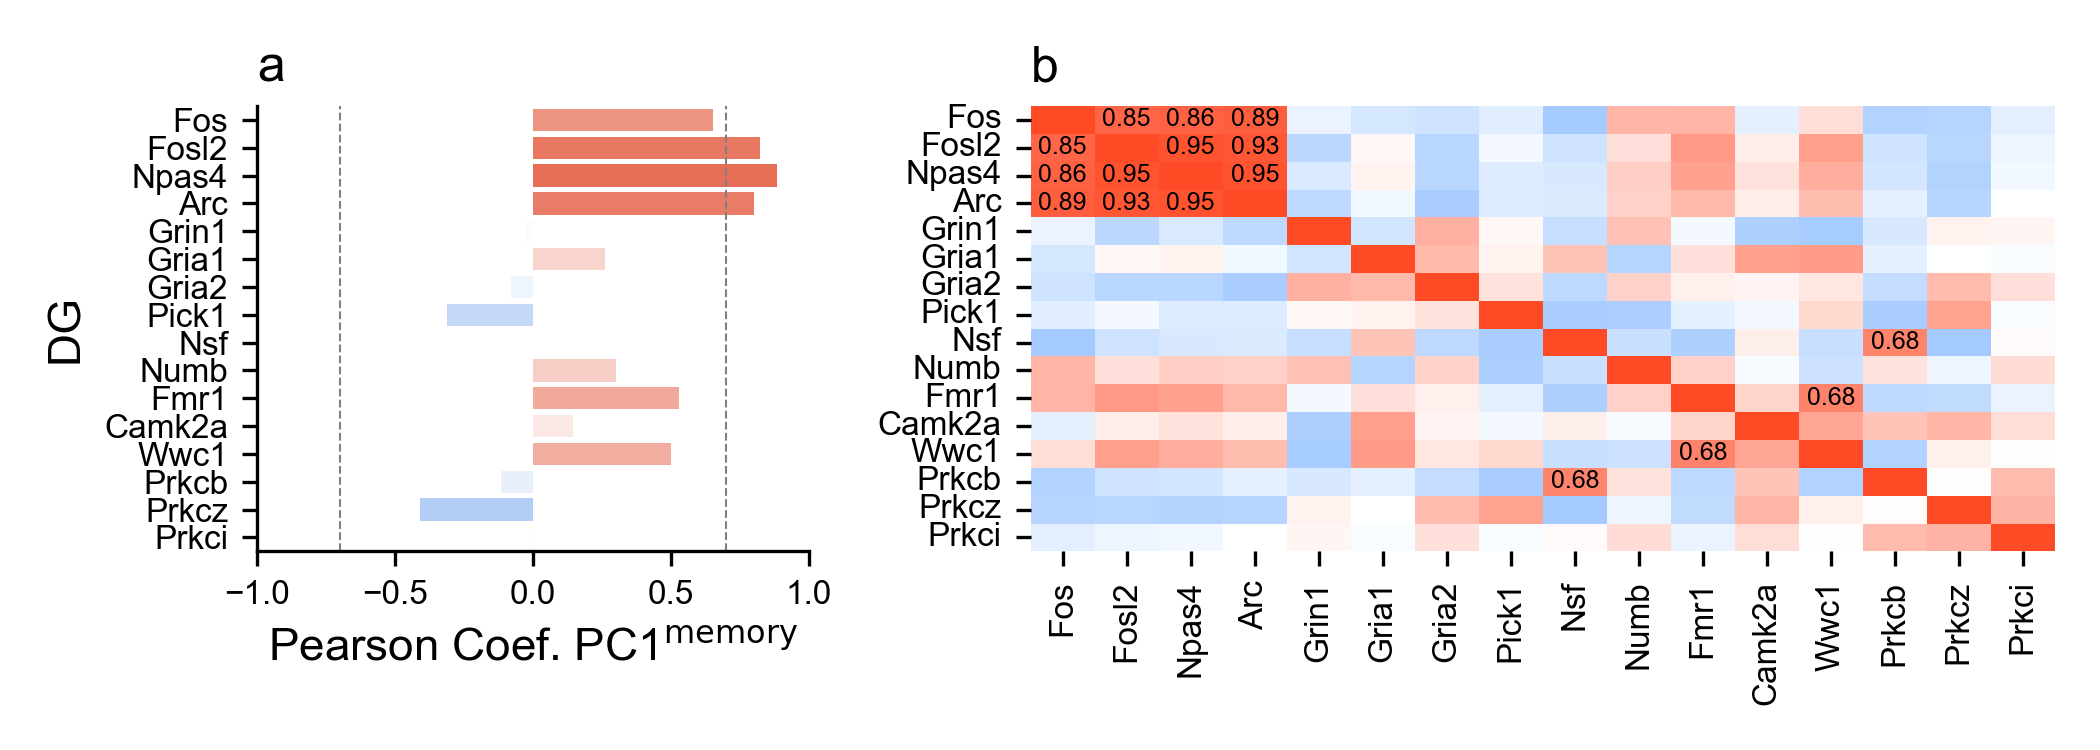 a
DG
Fos
Fosl2
Npas4
Arc
Grin1
Gria1
Gria2
Pick1
Nsf
Numb
Fmr1
Camk2a
Wwc1
Prkcb
Prkcz
Prkci
−1.0 −0.5 0.0 0.5 1.0
Pearson Coef. PC1memory
b
Fos 0.85 0.86 0.89
Fosl2 0.85 0.95 0.93
Npas4 0.86 0.95 0.95
Arc 0.89 0.93 0.95
Grin1
Gria1
Gria2
Pick1
Nsf 0.68
Numb
Fmr1 0.68
Camk2a
Wwc1 0.68
Prkcb 0.68
Prkcz
Prkci
Fos Fosl2 Npas4 Arc Grin1 Gria1 Gria2 Pick1 Nsf Numb Fmr1 Camk2a Wwc1 Prkcb Prkcz Prkci